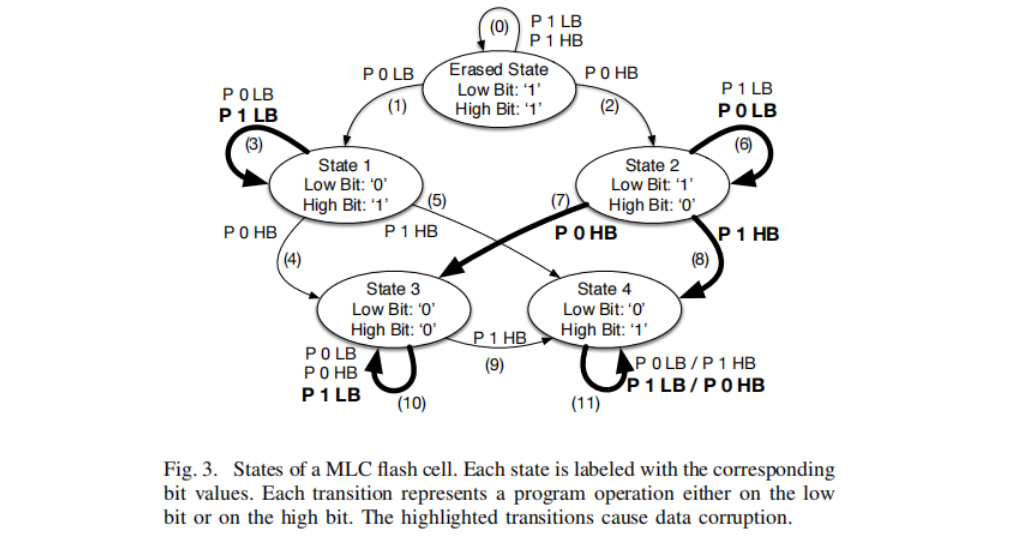 (0)
P 1 LB
P 1 HB
Erased State
Low Bit: '1'
High Bit: '1'
P 0 LB
(1)
P 0 HB
(2)
P 0 LB
P 1 LB
(3)
P 1 LB
P 0 LB
(6)
State 1
Low Bit: '0'
High Bit: '1'
State 2
Low Bit: '1'
High Bit: '0'
(5)
(7)
P 0 HB
P 1 HB
P 0 HB
P 1 HB
(4)
(8)
State 3
Low Bit: '0'
High Bit: '0'
State 4
Low Bit: '0'
High Bit: '1'
P 1 HB
(9)
P 0 LB
P 0 HB
P 1 LB
(10)
P 0 LB / P 1 HB
P 1 LB / P 0 HB
(11)
Fig. 3. States of a MLC flash cell. Each state is labeled with the corresponding
bit values. Each transition represents a program operation either on the low
bit or on the high bit. The highlighted transitions cause data corruption.